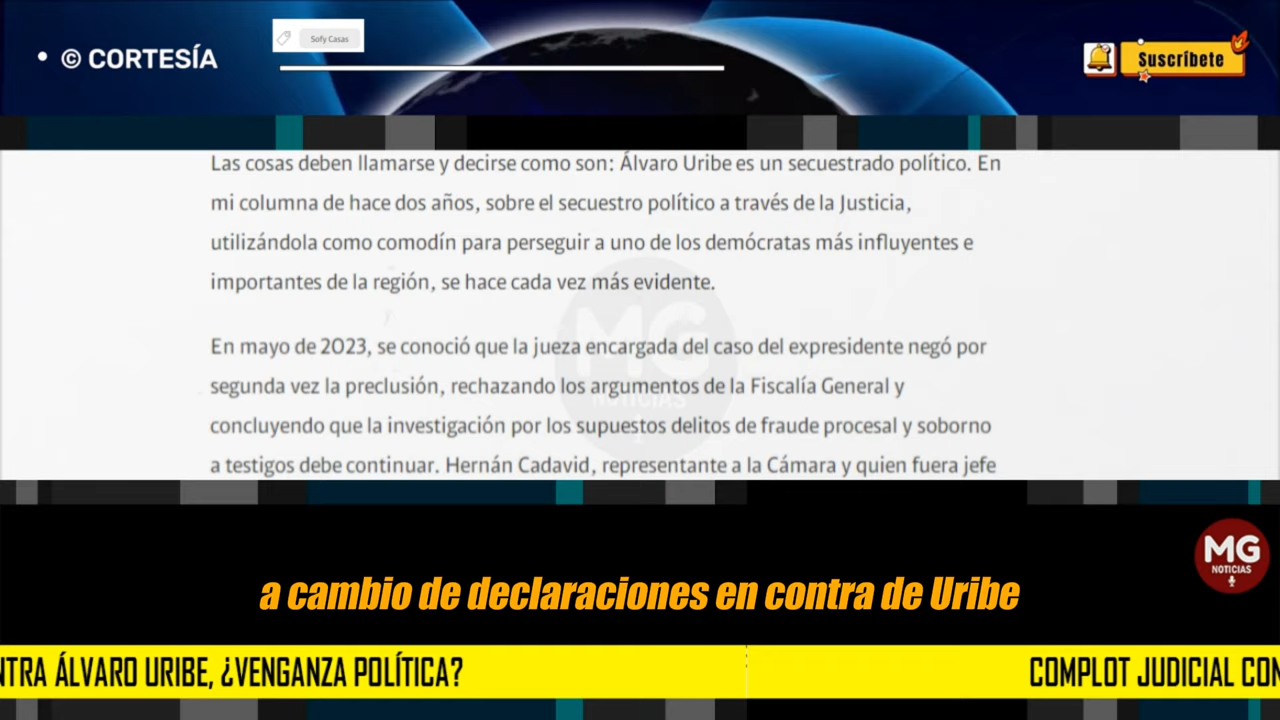 • © CORTESÍA
Sofy Casas
Suscríbete
Las cosas deben llamarse y decirse como son: Álvaro Uribe es un secuestrado político. En
mi columna de hace dos años, sobre el secuestro político a través de la Justicia,
utilizándola como comodín para perseguir a uno de los demócratas más influyentes e
importantes de la región, se hace cada vez más evidente.
En mayo de 2023, se conoció que la jueza encargada del caso del expresidente negó por
segunda vez la preclusión, rechazando los argumentos de la Fiscalía General y
concluyendo que la investigación por los supuestos delitos de fraude procesal y soborno
a testigos debe continuar. Hernán Cadavid, representante a la Cámara y quien fuera jefe
MG
NOTICIAS
MG
NOTICIAS
a cambio de declaraciones en contra de Uribe
NTRA ÁLVARO URIBE, ¿VENGANZA POLÍTICA?
COMPLOT JUDICIAL CON